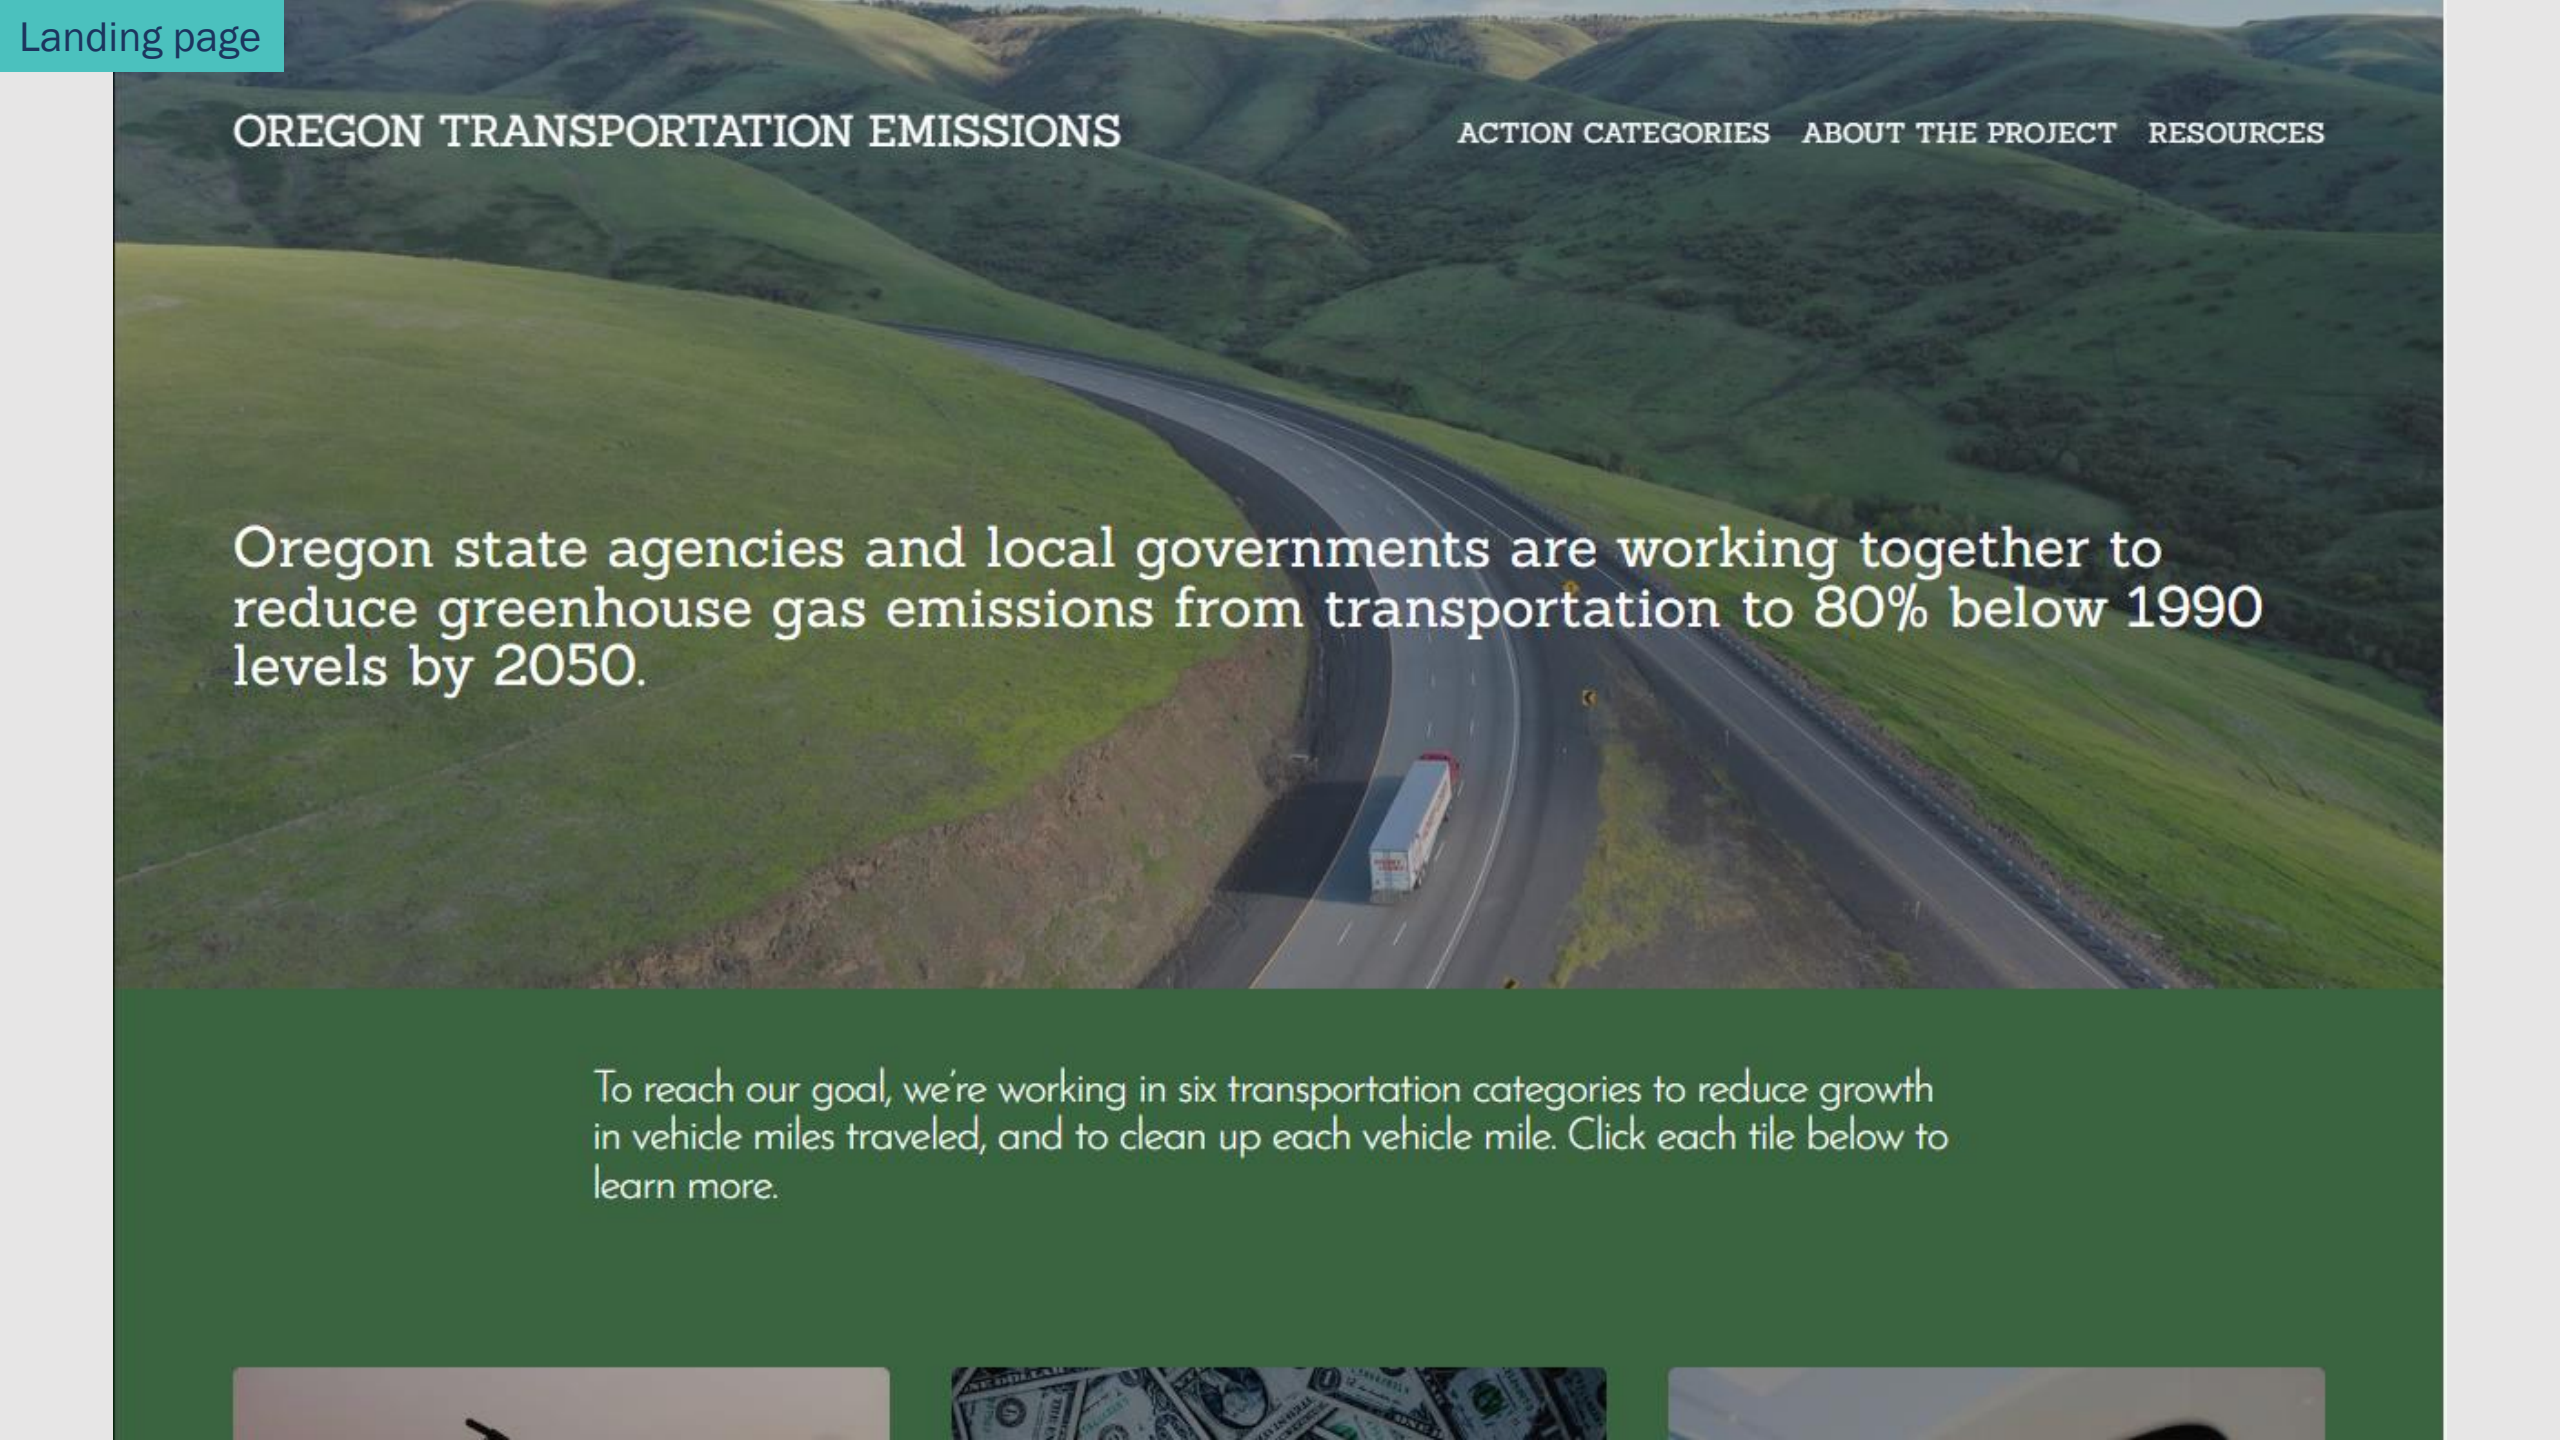 Landing page
OREGON TRANSPORTATION EMISSIONS
ACTION CATEGORIES ABOUT THE PROJECT RESOURCES
Oregon state agencies and local governments are working together to
reduce greenhouse gas emissions from transportation to 80% below 1990
levels by 2050.
To reach our goal, we're working in six transportation categories to reduce growth
in vehicle miles traveled, and to clean up each vehicle mile. Click each tile below to
learn more.